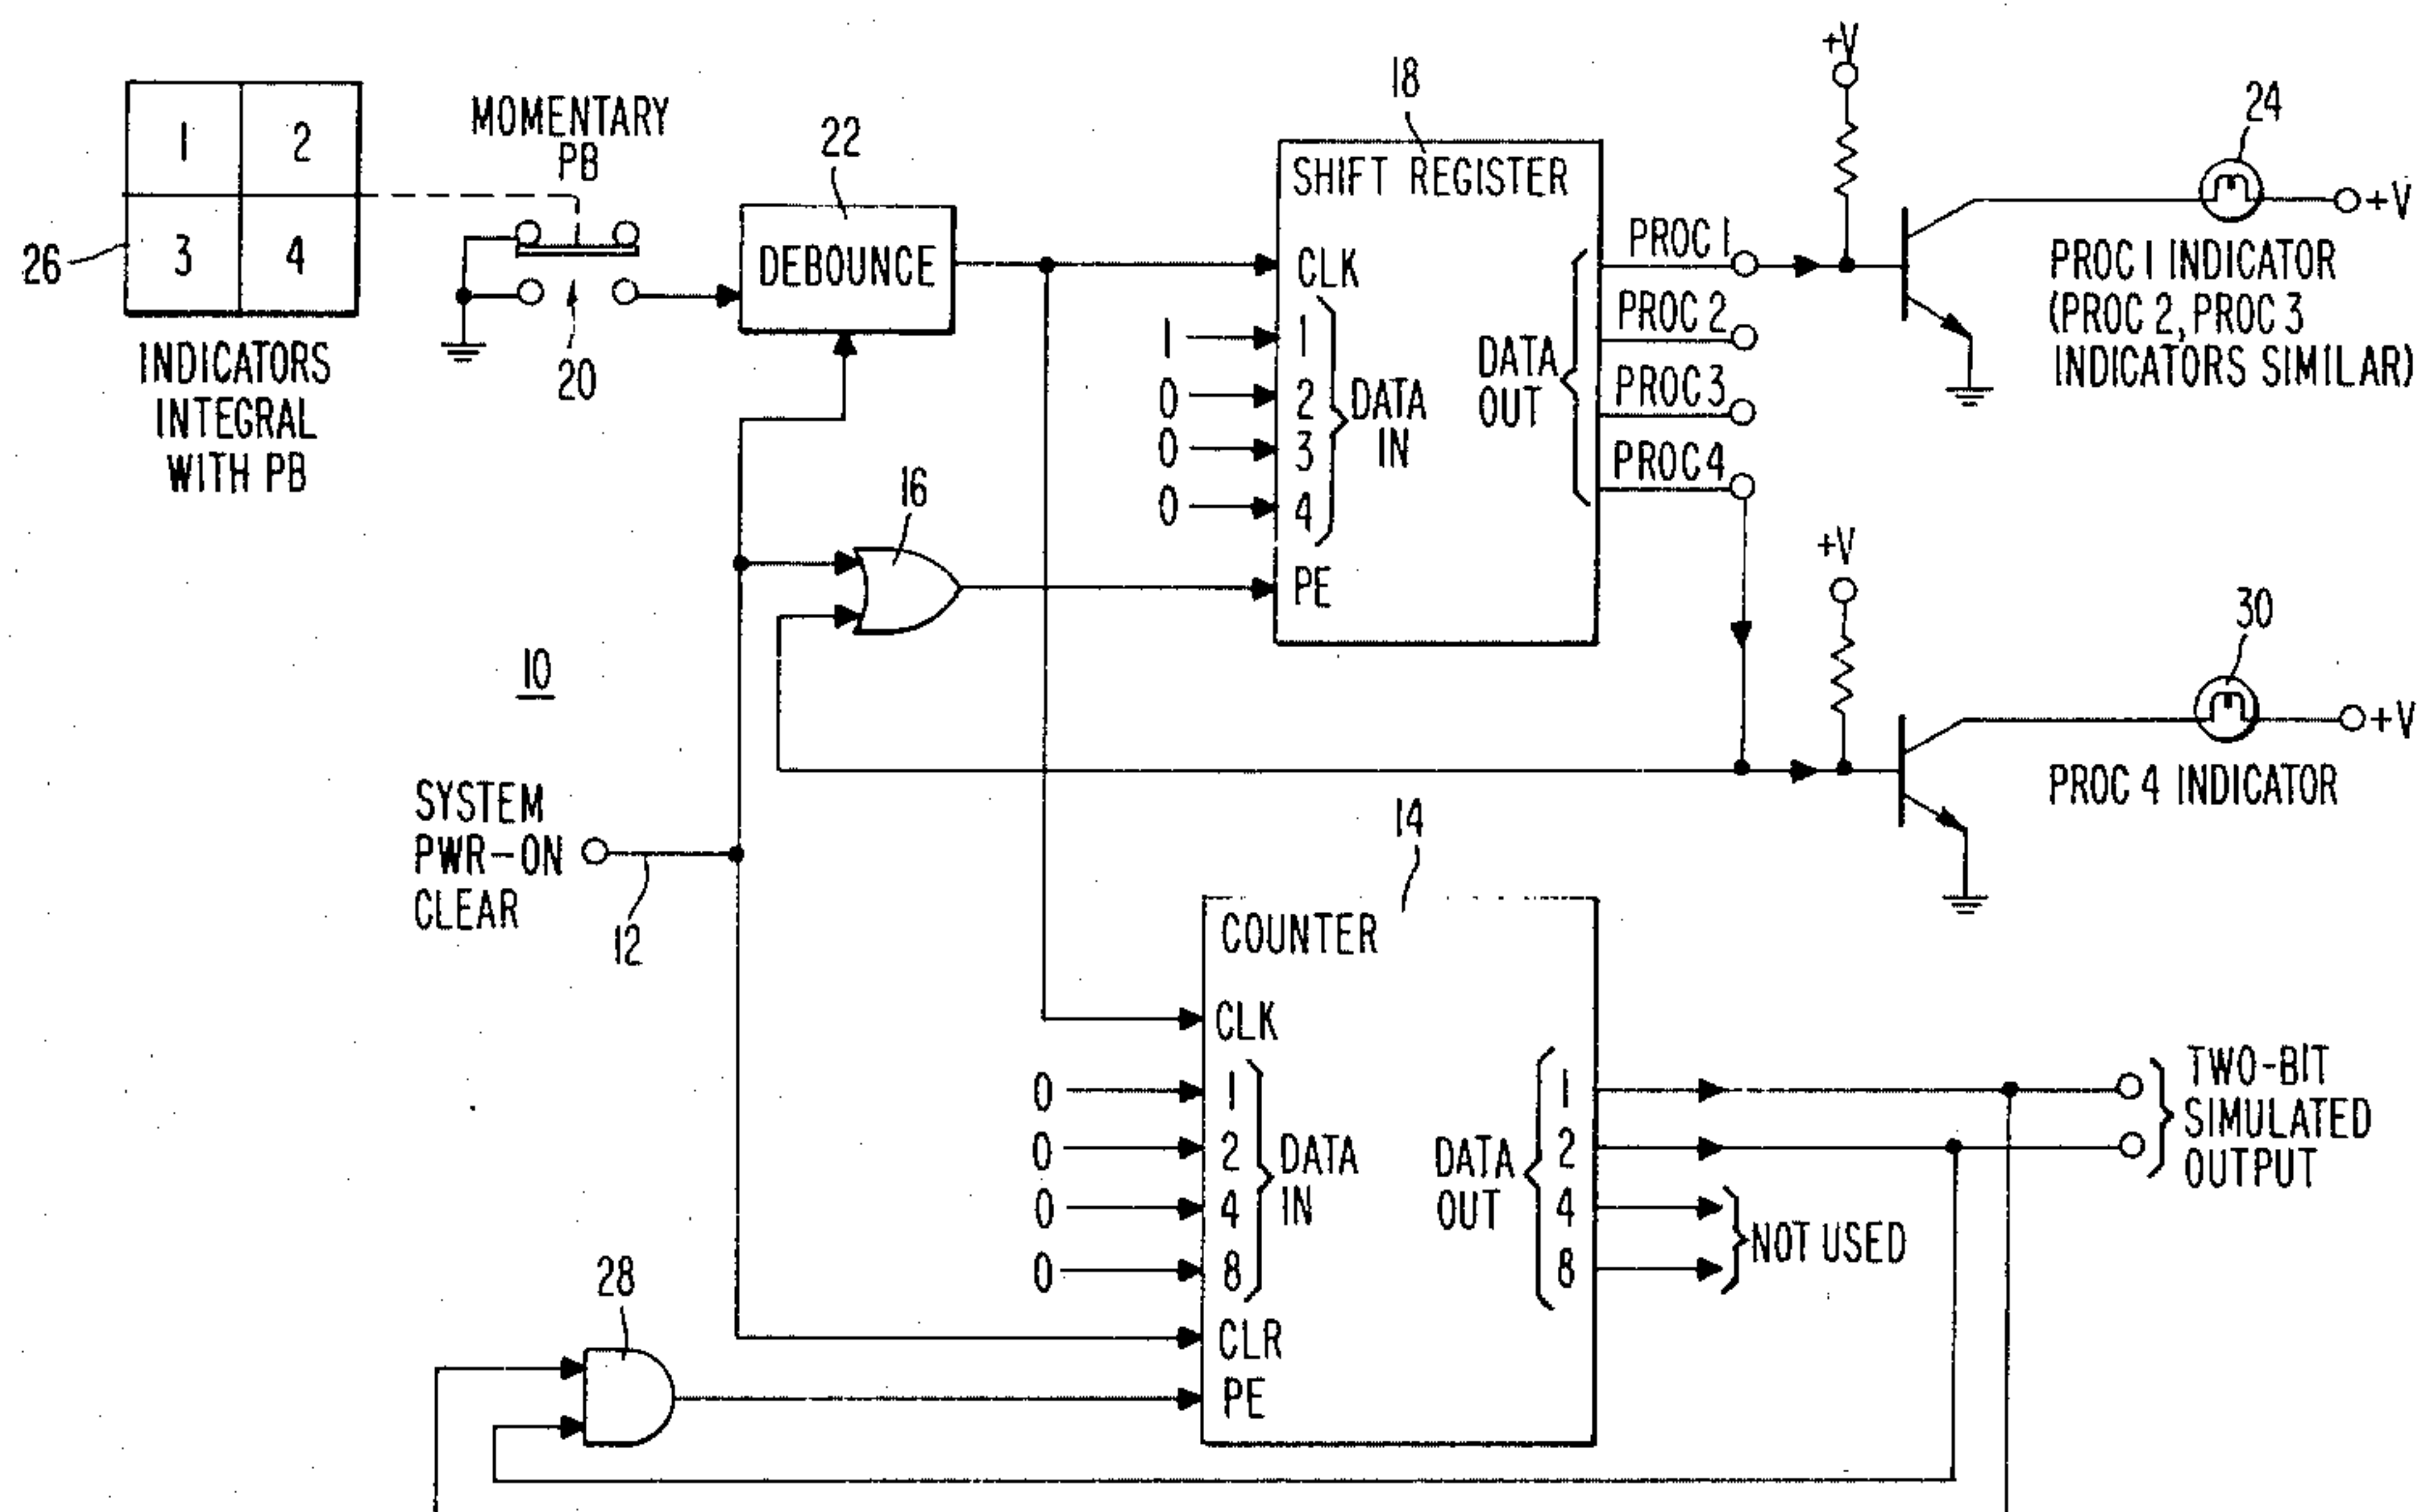 1 2
3 4
26
INDICATORS
INTEGRAL
WITH PB
MOMENTARY
PB
20
22
DEBOUNCE
18
SHIFT REGISTER
CLK
1 1
0 2
0 3
0 4
DATA
IN
PE
DATA
OUT
PROC 1
PROC 2
PROC 3
PROC 4
+V
24
+V
PROC 1 INDICATOR
(PROC 2, PROC 3
INDICATORS SIMILAR)
16
10
+V
30
+V
PROC 4 INDICATOR
SYSTEM
PWR-ON
CLEAR
12
14
COUNTER
CLK
0 1
0 2
0 4
0 8
DATA
IN
CLR
PE
DATA
OUT
1
2
4
8
TWO-BIT
SIMULATED
OUTPUT
NOT USED
28